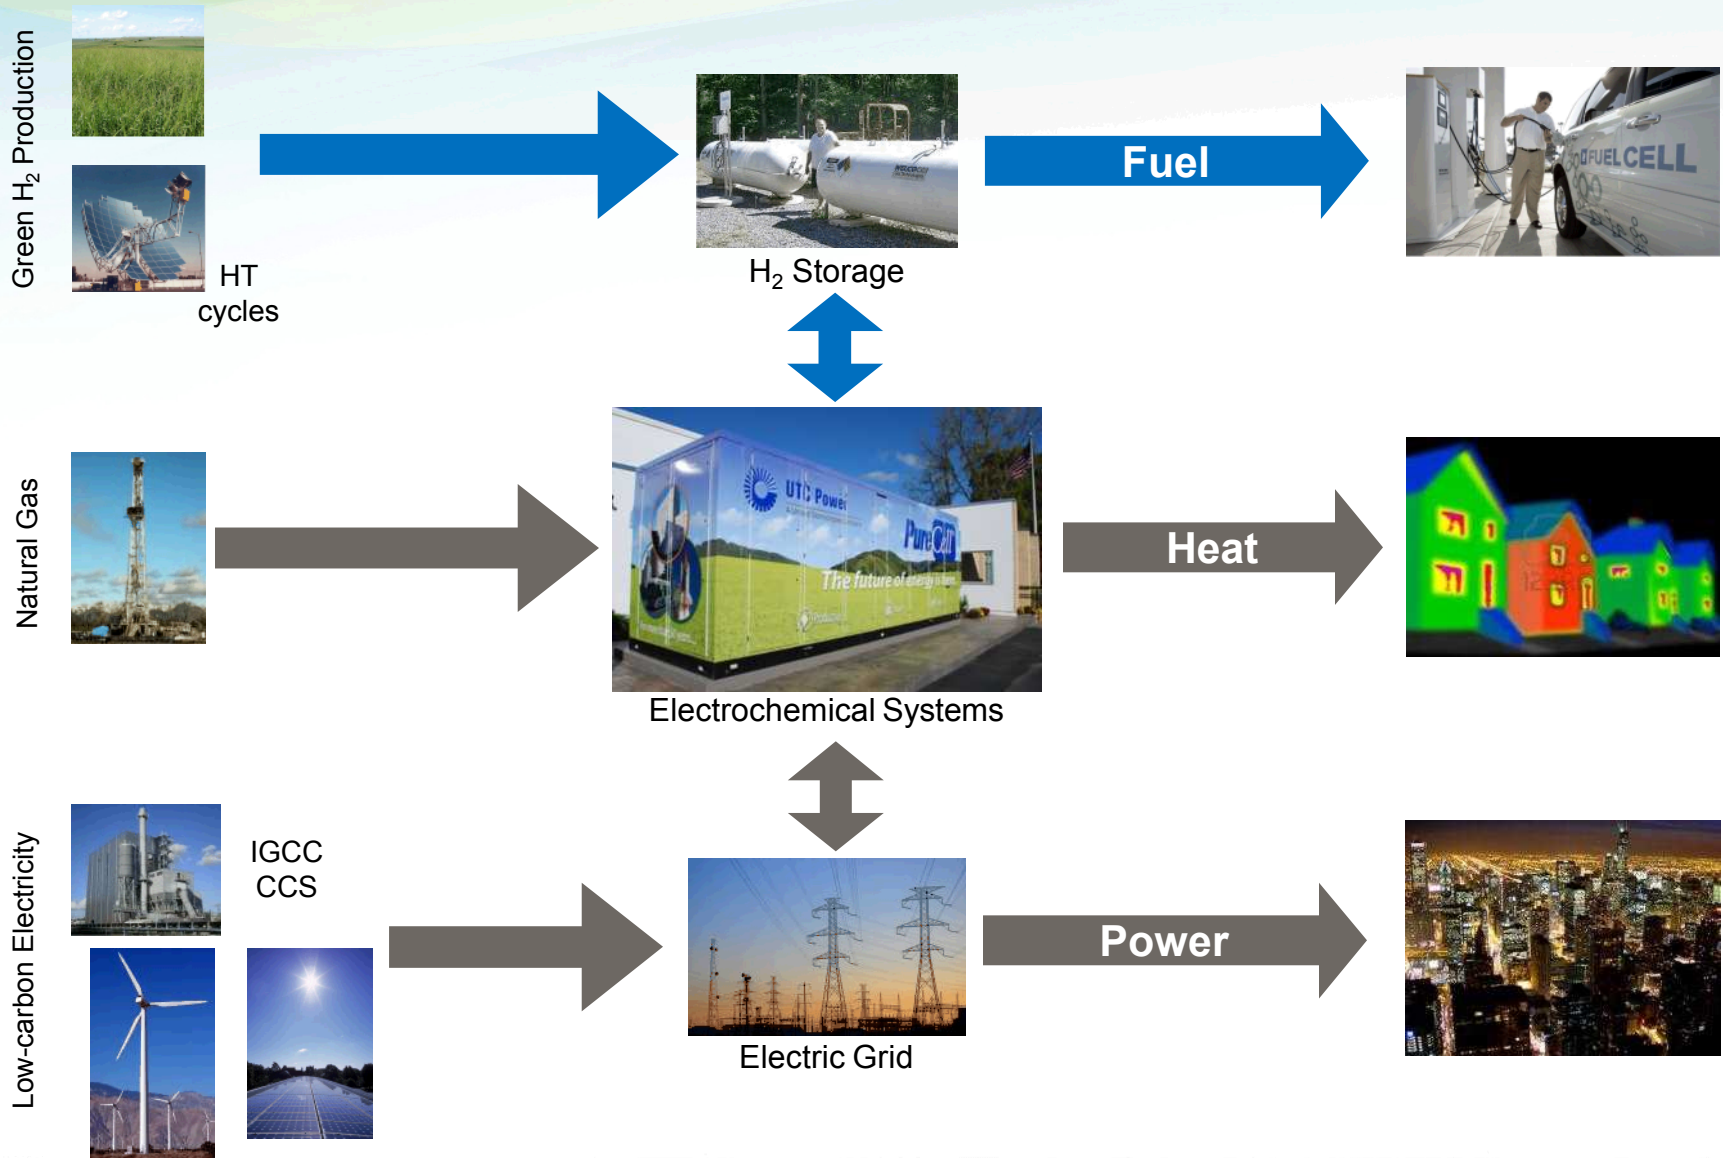 Green H₂ Production
HT
cycles
H₂ Storage
Fuel
FUEL CELL
Natural Gas
UTC Power
PureCell
The future of energy is here.
Electrochemical Systems
Heat
Low-carbon Electricity
IGCC
CCS
Electric Grid
Power